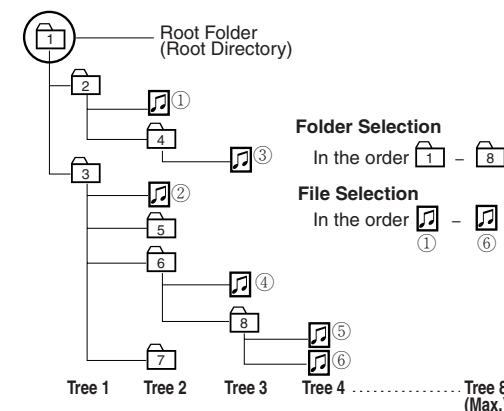 1
Root Folder
(Root Directory)
2
①
4
③
Folder Selection
In the order 1 – 8
3
②
File Selection
In the order –
① ⑥
5
6
④
8
⑤
7
⑥
Tree 1 Tree 2 Tree 3 Tree 4 .................... Tree 8
(Max.